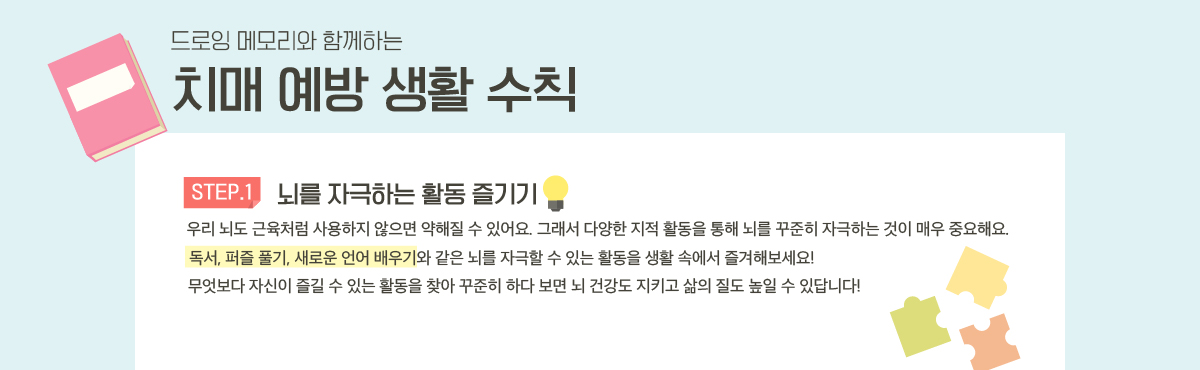 드로잉 메모리와 함께하는
치매 예방 생활 수칙
STEP.1 뇌를 자극하는 활동 즐기기
우리 뇌도 근육처럼 사용하지 않으면 약해질 수 있어요. 그래서 다양한 지적 활동을 통해 뇌를 꾸준히 자극하는 것이 매우 중요해요.
독서, 퍼즐 풀기, 새로운 언어 배우기와 같은 뇌를 자극할 수 있는 활동을 생활 속에서 즐겨해보세요!
무엇보다 자신이 즐길 수 있는 활동을 찾아 꾸준히 하다 보면 뇌 건강도 지키고 삶의 질도 높일 수 있답니다!